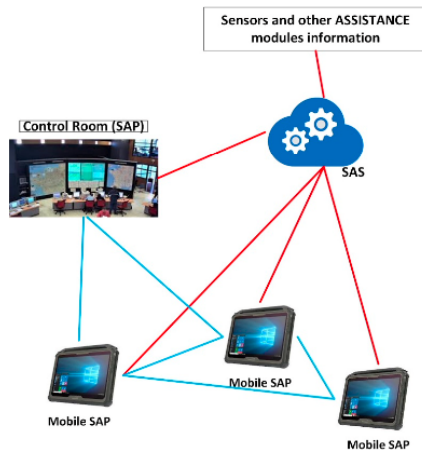 Sensors and other ASSISTANCE
modules information
Control Room (SAP)
SAS
Mobile SAP
Mobile SAP
Mobile SAP